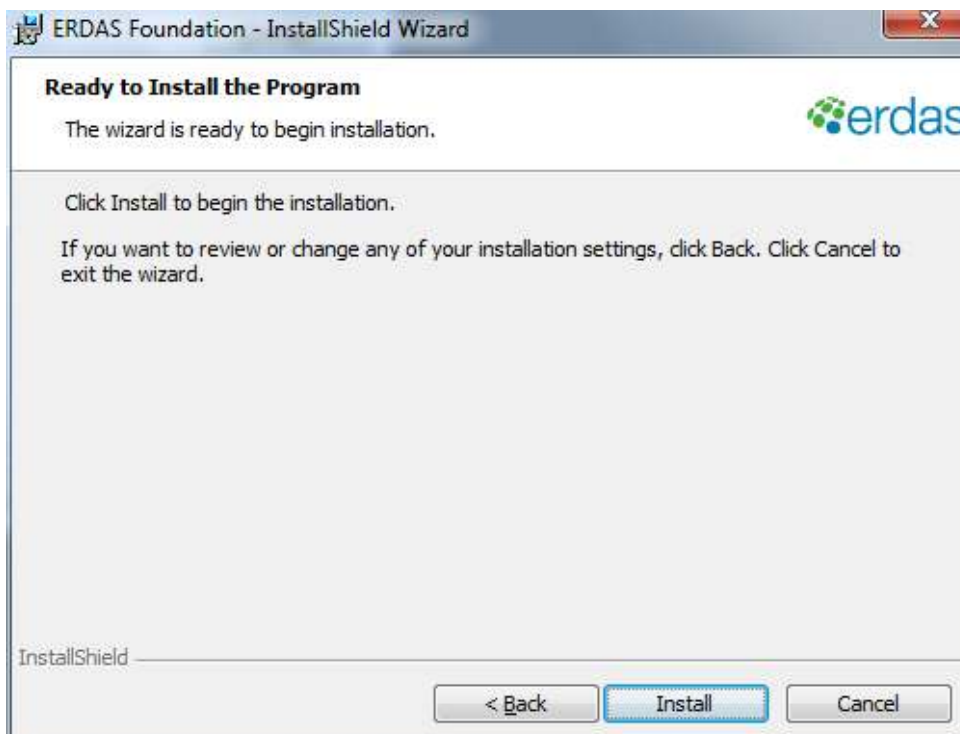 ERDAS Foundation - InstallShield Wizard
Ready to Install the Program
The wizard is ready to begin installation.
erdas
Click Install to begin the installation.
If you want to review or change any of your installation settings, click Back. Click Cancel to
exit the wizard.
InstallShield
< Back Install Cancel